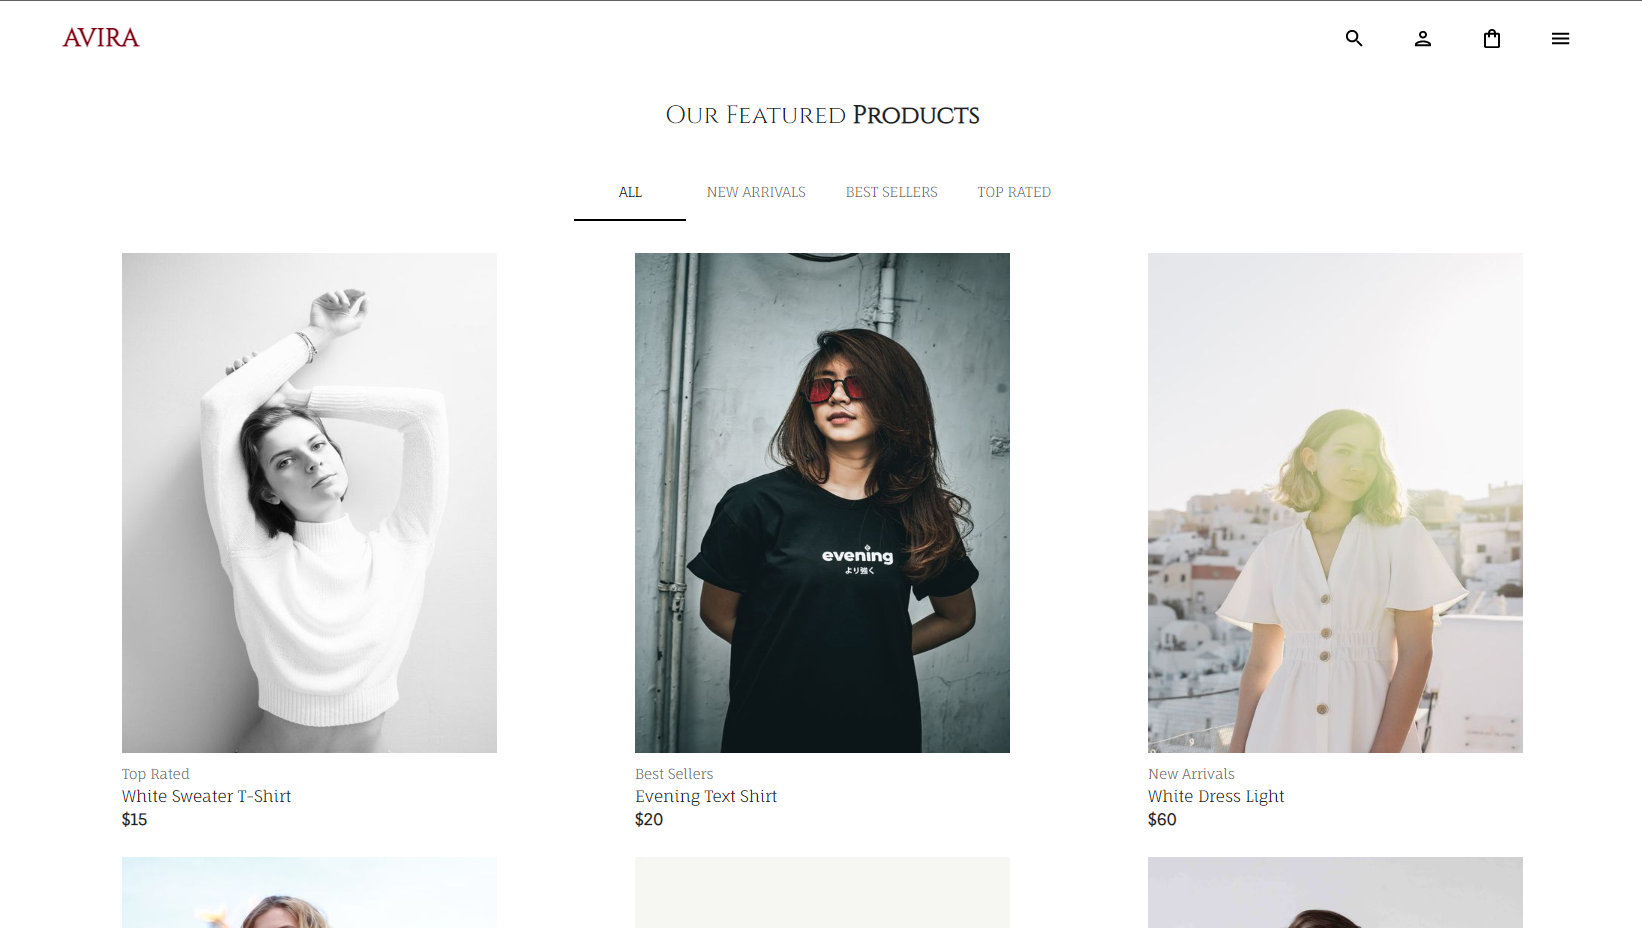 AVIRA
Our Featured Products
ALL
NEW ARRIVALS
BEST SELLERS
TOP RATED
evening
より強く
Top Rated
White Sweater T-Shirt
$15
Best Sellers
Evening Text Shirt
$20
New Arrivals
White Dress Light
$60